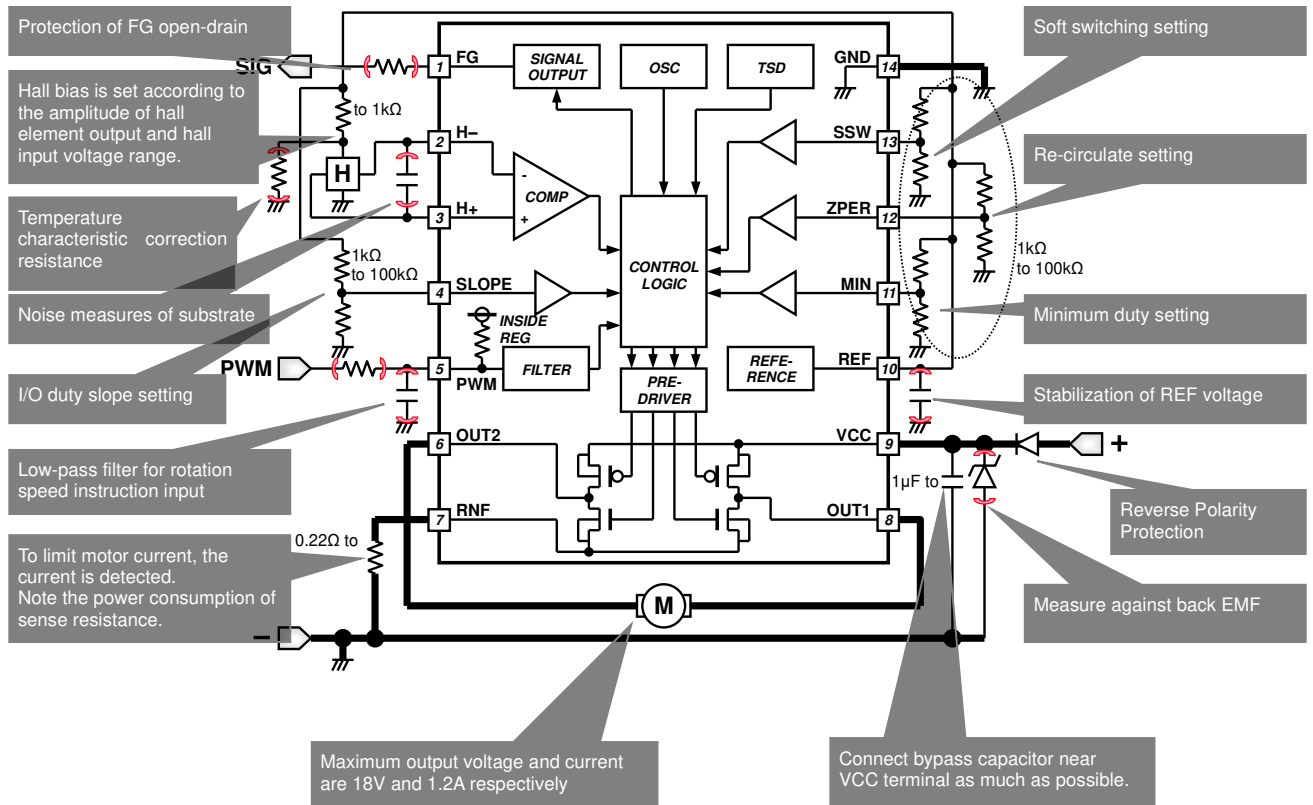 Protection of FG open-drain
SIG
Hall bias is set according to
the amplitude of hall
element output and hall
input voltage range.
to 1kΩ
H
Temperature
characteristic correction
resistance
1kΩ
to 100kΩ
Noise measures of substrate
PWM
I/O duty slope setting
Low-pass filter for rotation
speed instruction input
0.22Ω to
To limit motor current, the
current is detected.
Note the power consumption of
sense resistance.
−
1 FG
2 H−
3 H+
4 SLOPE
5 PWM
6 OUT2
7 RNF
SIGNAL
OUTPUT
OSC
TSD
-
COMP
+
CONTROL
LOGIC
INSIDE
REG
FILTER
PRE-
DRIVER
REFE-
RENCE
GND 14
SSW 13
ZPER 12
MIN 11
REF 10
VCC 9
OUT1 8
M
Soft switching setting
Re-circulate setting
1kΩ
to 100kΩ
Minimum duty setting
Stabilization of REF voltage
+
1µF to
Reverse Polarity
Protection
Measure against back EMF
Maximum output voltage and current
are 18V and 1.2A respectively
Connect bypass capacitor near
VCC terminal as much as possible.